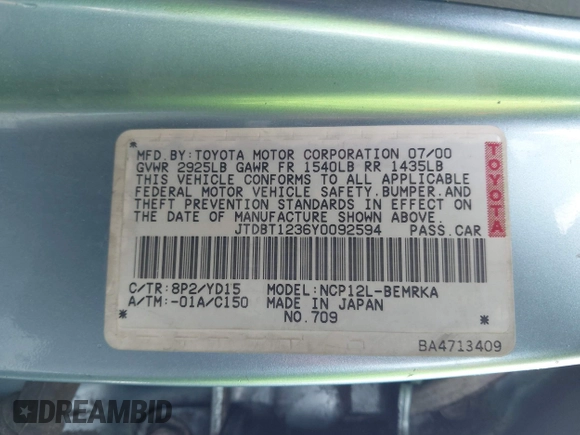 MFD.BY:TOYOTA MOTOR CORPORATION 07/00
GVWR 2925LB GAWR FR 1540LB RR 1435LB
THIS VEHICLE CONFORMS TO ALL APPLICABLE
FEDERAL MOTOR VEHICLE SAFETY.BUMPER.AND
THEFT PREVENTION STANDARDS IN EFFECT ON
THE DATE OF MANUFACTURE SHOWN ABOVE.
JTDBT1236Y0092594 PASS.CAR
TOYOTA
C/TR:8P2/YD15 MODEL:NCP12L-BEMRKA
A/TM:-01A/C150 MADE IN JAPAN
NO.709
BA4713409
DREAMBID